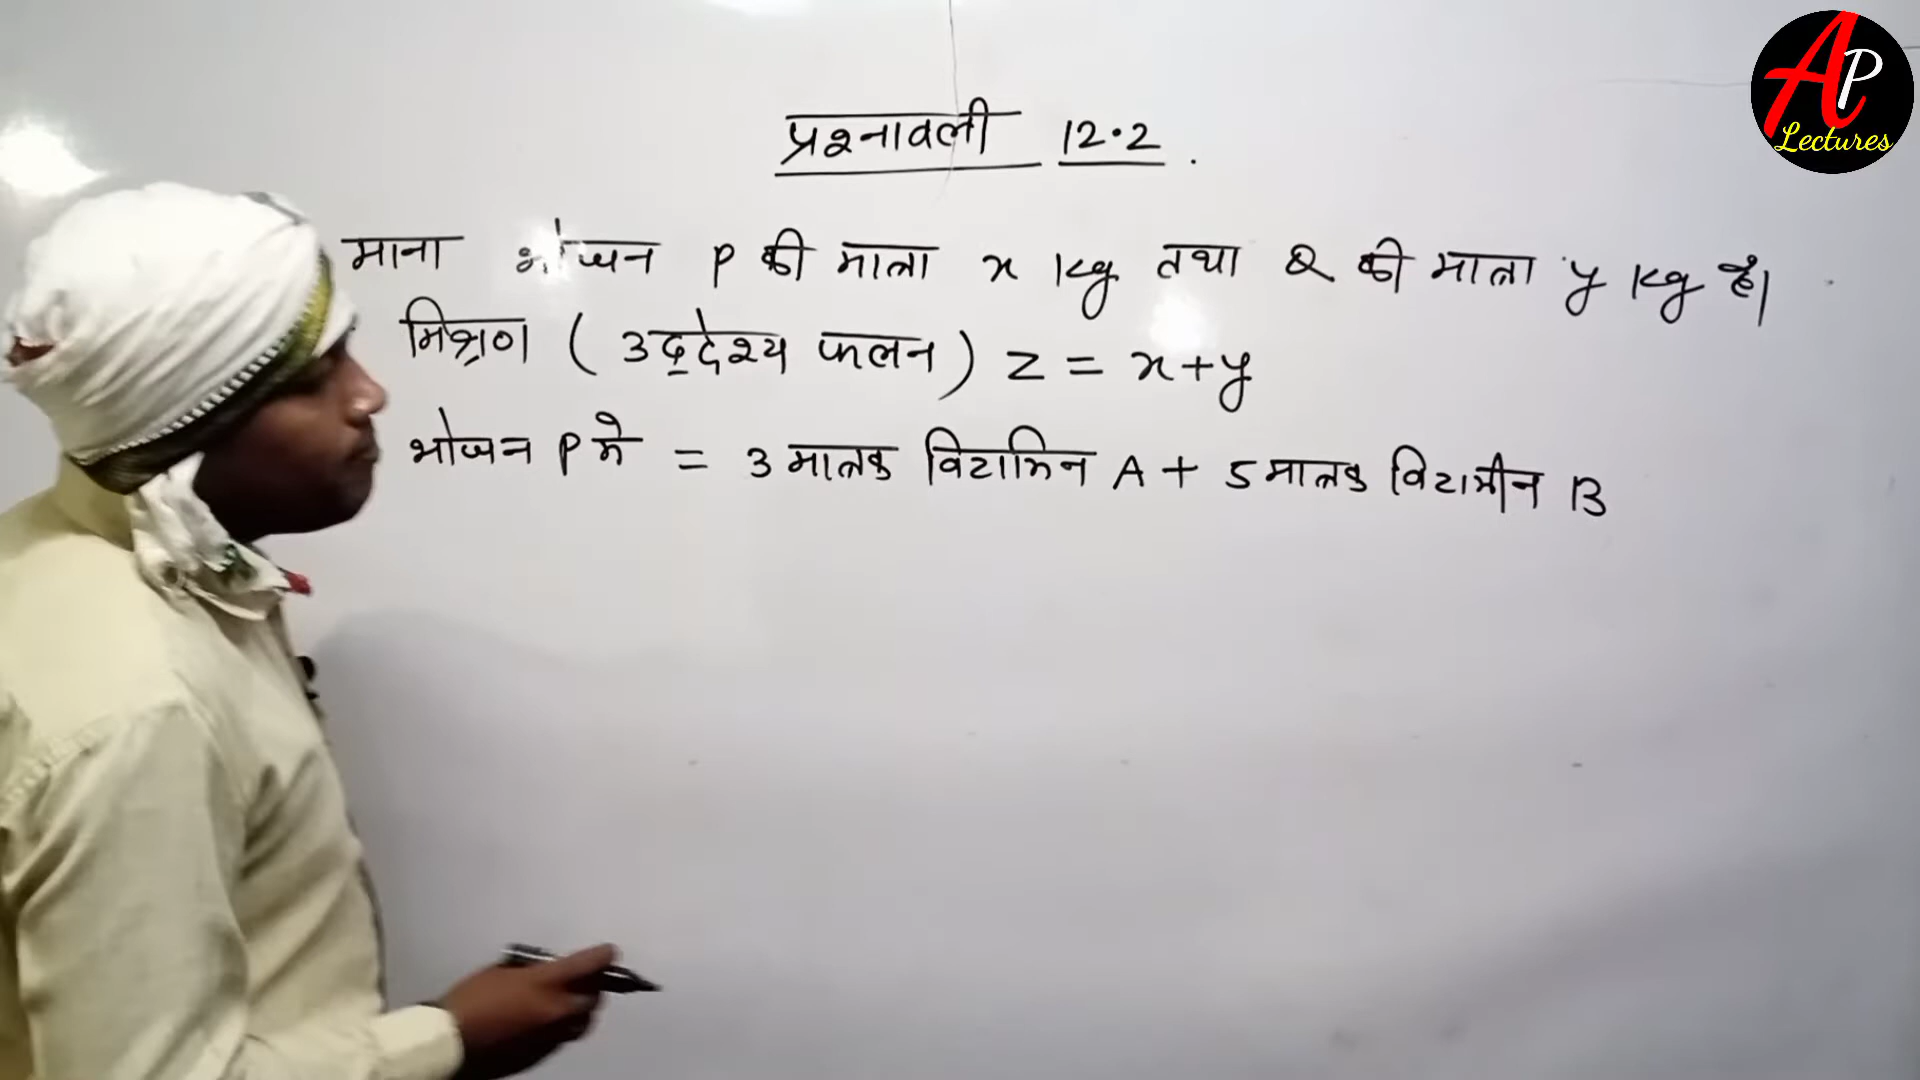 AP
Lectures
प्रश्नावली 12.2
माना भोजन P की मात्रा x kg तथा Q की मात्रा y kg है।
मिश्रण ( उद्देश्य फलन ) Z = x+y
भोजन P मे = 3 मात्रक विटामिन A + 5 मात्रक विटामीन B